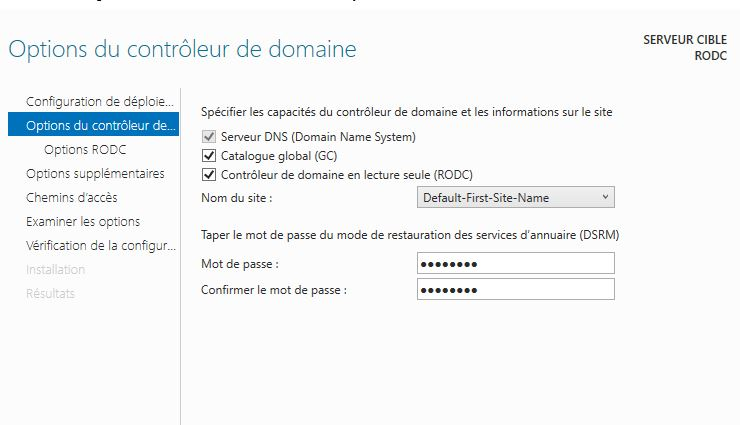 Options du contrôleur de domaine
SERVEUR CIBLE
RODC
Configuration de déploie...
Options du contrôleur de...
Options RODC
Options supplémentaires
Chemins d'accès
Examiner les options
Vérification de la configur...
Installation
Résultats
Spécifier les capacités du contrôleur de domaine et les informations sur le site
Serveur DNS (Domain Name System)
Catalogue global (GC)
Contrôleur de domaine en lecture seule (RODC)
Nom du site : Default-First-Site-Name
Taper le mot de passe du mode de restauration des services d'annuaire (DSRM)
Mot de passe : ••••••••
Confirmer le mot de passe : ••••••••